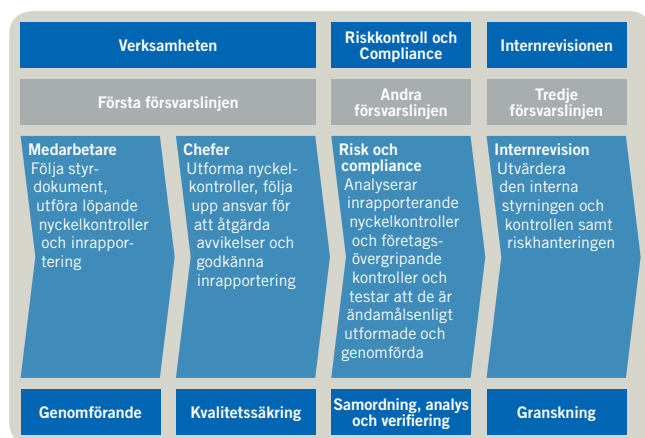 Verksamheten
Riskkontroll och
Compliance
Internrevisionen
Första försvarslinjen
Andra
försvarslinjen
Tredje
försvarslinjen
Medarbetare
Följa styr-
dokument,
utföra löpande
nyckelkontroller
och inrappor-
tering
Chefer
Utforma nyckel-
kontroller, följa
upp ansvar för
att åtgärda
avvikelser och
godkänna
inrapportering
Risk och
compliance
Analyserar
inrapporterande
nyckelkontroller
och företags-
övergripande
kontroller och
testar att de är
ändamålsenligt
utformade och
genomförda
Internrevision
Utvärdera
den interna
styrningen och
kontrollen samt
riskhanteringen
Genomförande
Kvalitetssäkring
Samordning, analys
och verifiering
Granskning